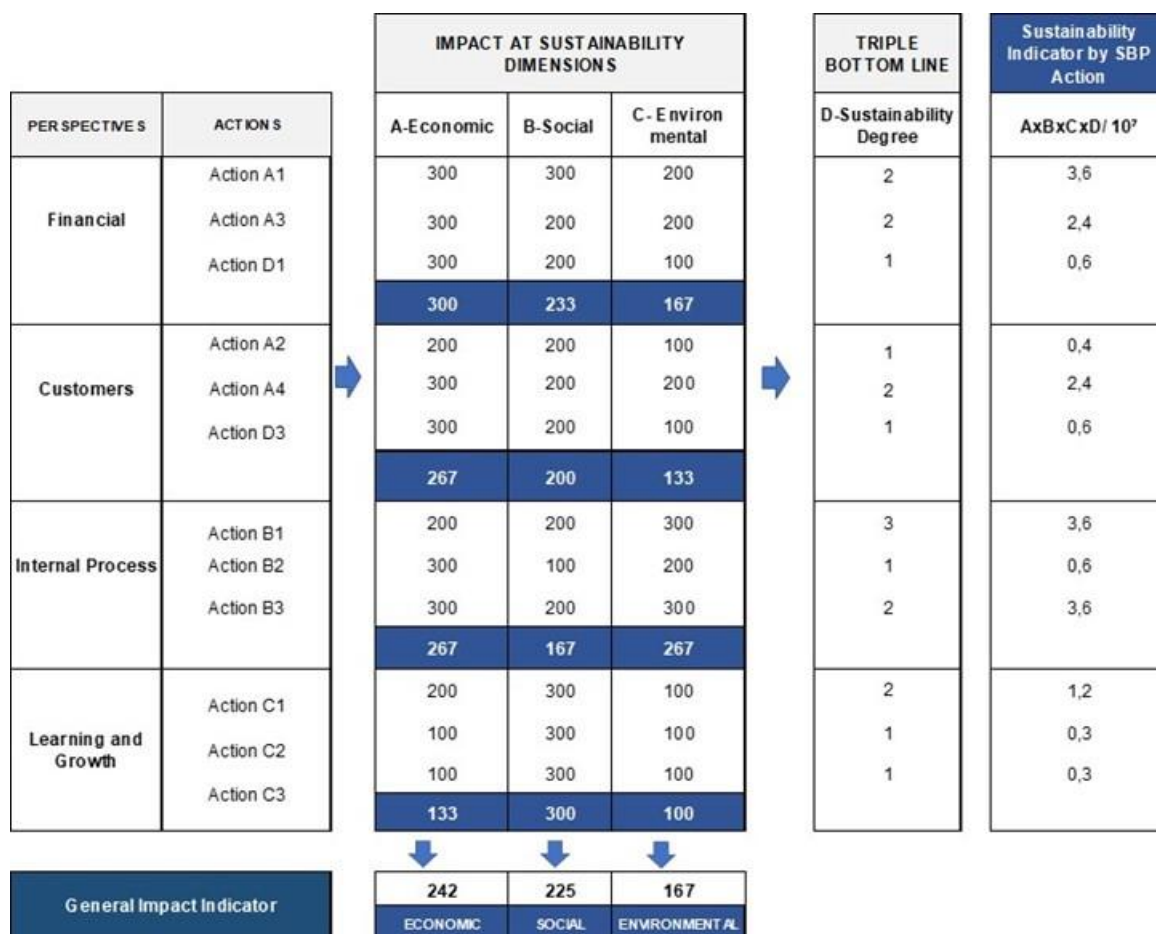 IMPACT AT SUSTAINABILITY
DIMENSIONS
TRIPLE
BOTTOM LINE
Sustainability
Indicator by SBP
Action
PERSPECTIVES ACTIONS A-Economic B-Social C- Environ
mental D-Sustainability
Degree AxBxCxD/ 10⁷
Action A1 300 300 200 2 3,6
Financial Action A3 300 200 200 2 2,4
Action D1 300 200 100 1 0,6
300 233 167
Action A2 200 200 100 1 0,4
Customers Action A4 300 200 200 2 2,4
Action D3 300 200 100 1 0,6
267 200 133
Action B1 200 200 300 3 3,6
Internal Process Action B2 300 100 200 1 0,6
Action B3 300 200 300 2 3,6
267 167 267
Action C1 200 300 100 2 1,2
Learning and
Growth Action C2 100 300 100 1 0,3
Action C3 100 300 100 1 0,3
133 300 100
General Impact Indicator 242 225 167
ECONOMIC SOCIAL ENVIRONMENTAL